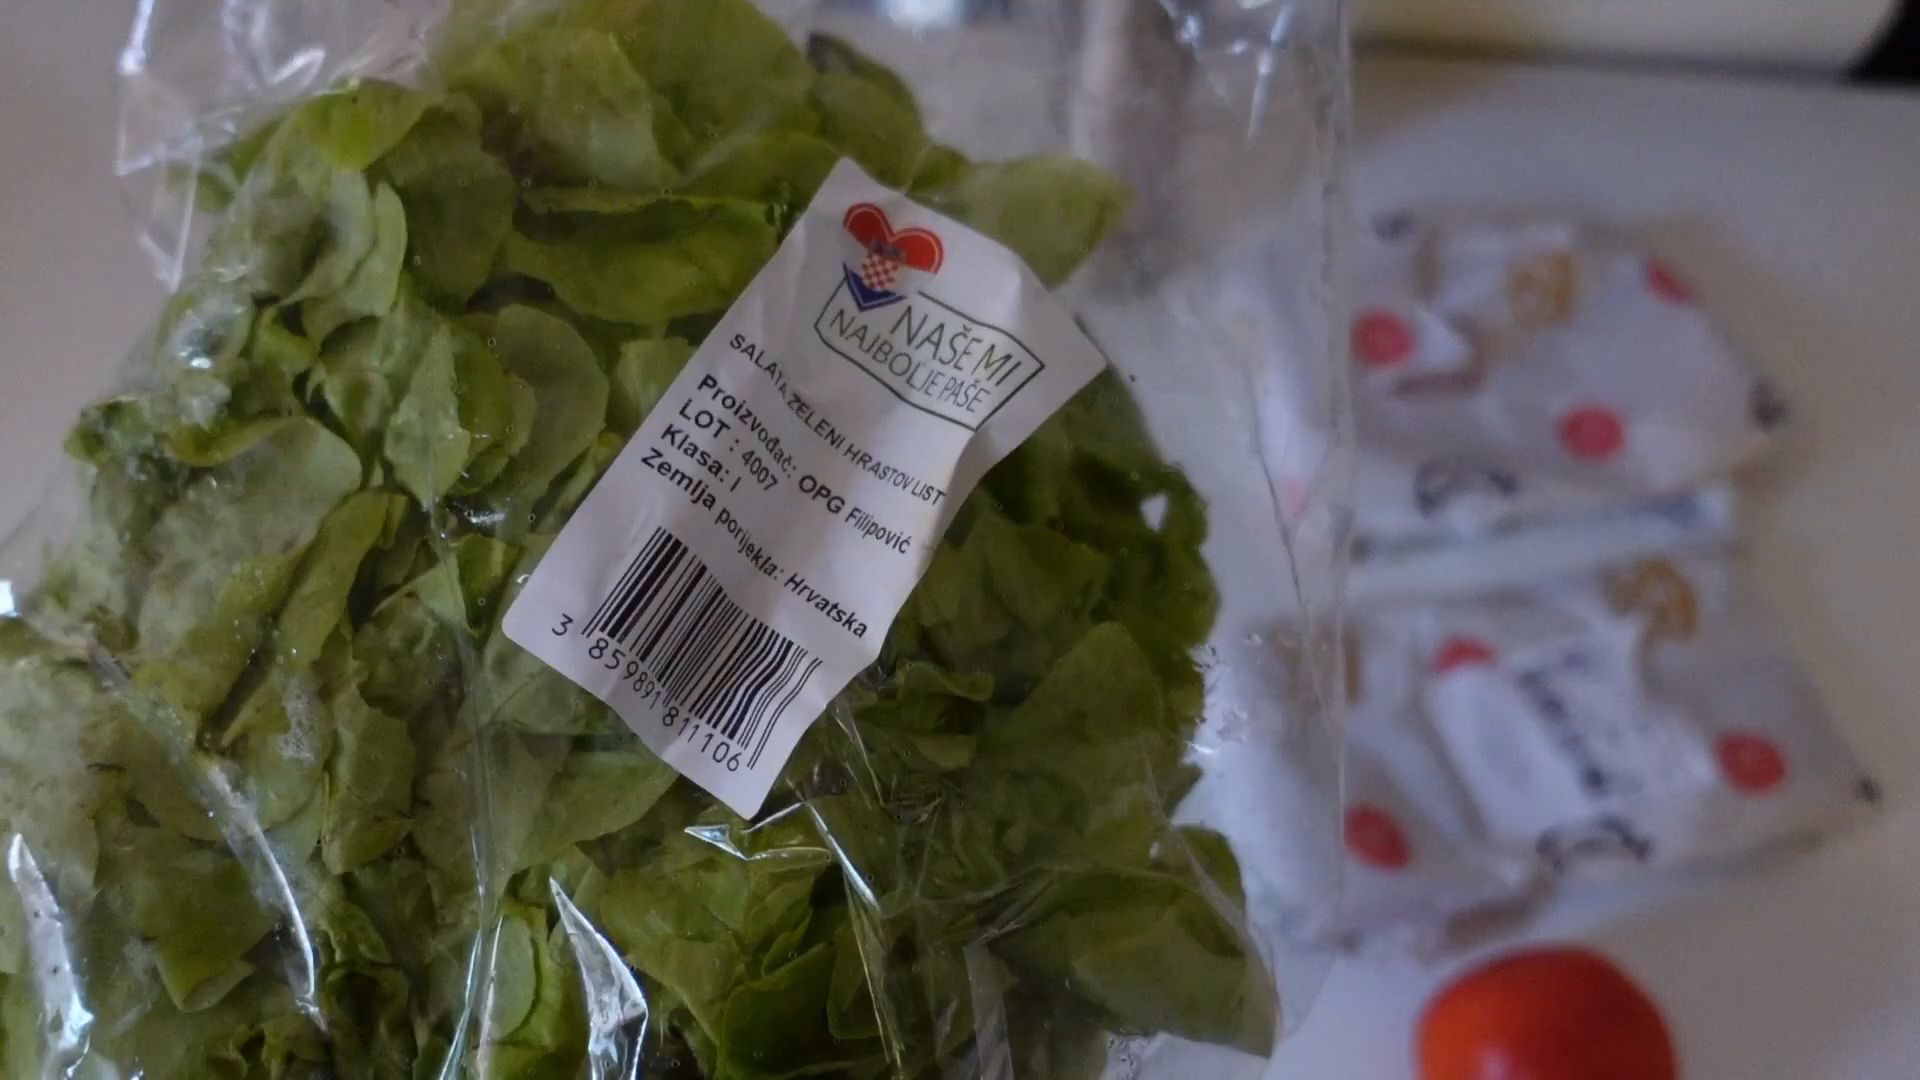 NAŠE MI
NAJBOLJE PAŠE
SALATA ZELENI HRASTOV LIST
Proizvođač: OPG Filipović
LOT : 4007
Klasa: I
Zemlja porijekla: Hrvatska
3 859891 811106